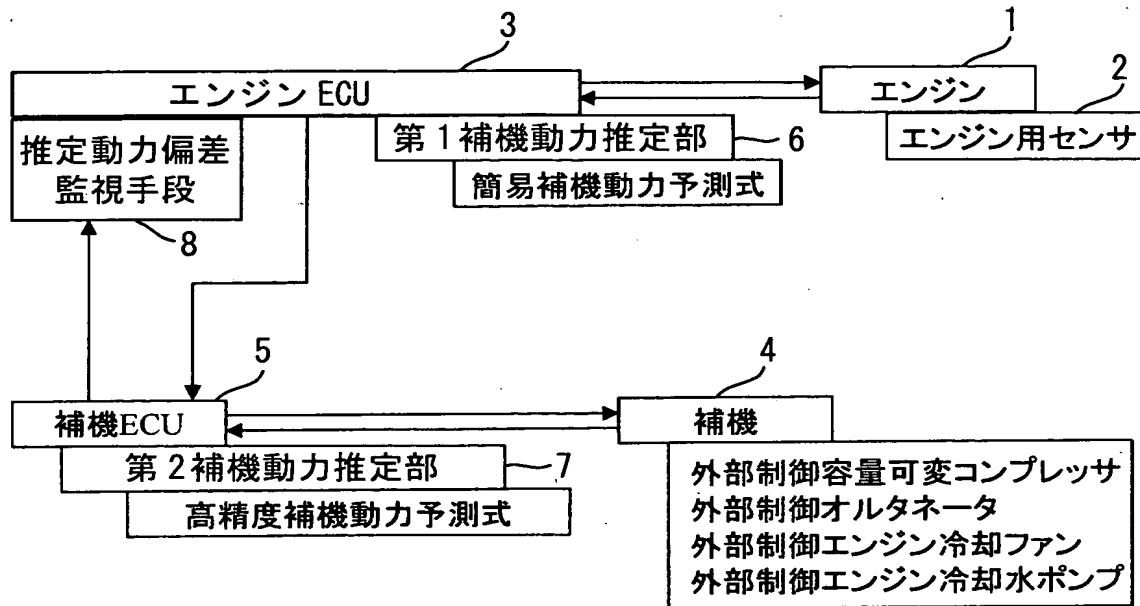 3
1
エンジン ECU
エンジン
2
エンジン用センサ
推定動力偏差
監視手段
8
第1補機動力推定部
6
簡易補機動力予測式
5
4
補機ECU
補機
第2補機動力推定部
7
高精度補機動力予測式
外部制御容量可変コンプレッサ
外部制御オルタネータ
外部制御エンジン冷却ファン
外部制御エンジン冷却水ポンプ